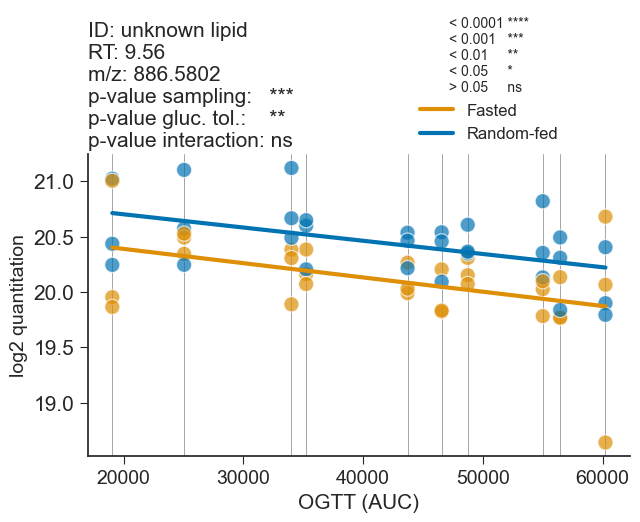 ID: unknown lipid
RT: 9.56
m/z: 886.5802
p-value sampling: ***
p-value gluc. tol.: **
p-value interaction: ns
< 0.0001 ****
< 0.001 ***
< 0.01 **
< 0.05 *
> 0.05 ns
Fasted
Random-fed
log2 quantitation
21.0
20.5
20.0
19.5
19.0
20000 30000 40000 50000 60000
OGTT (AUC)